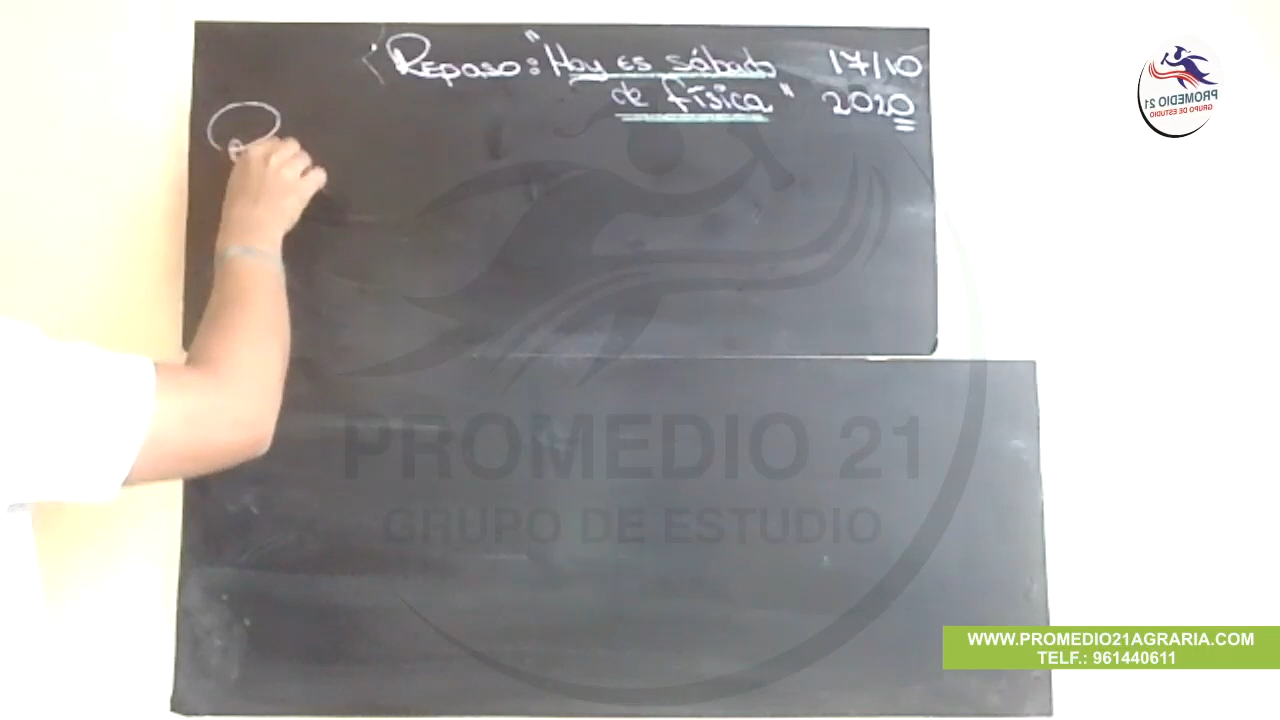 Repaso: "Hoy es sábado 17/10
de física" 2020
PROMEDIO 21
GRUPO DE ESTUDIO
PROMEDIO 21
GRUPO DE ESTUDIO
WWW.PROMEDIO21AGRARIA.COM
TELF.: 961440611